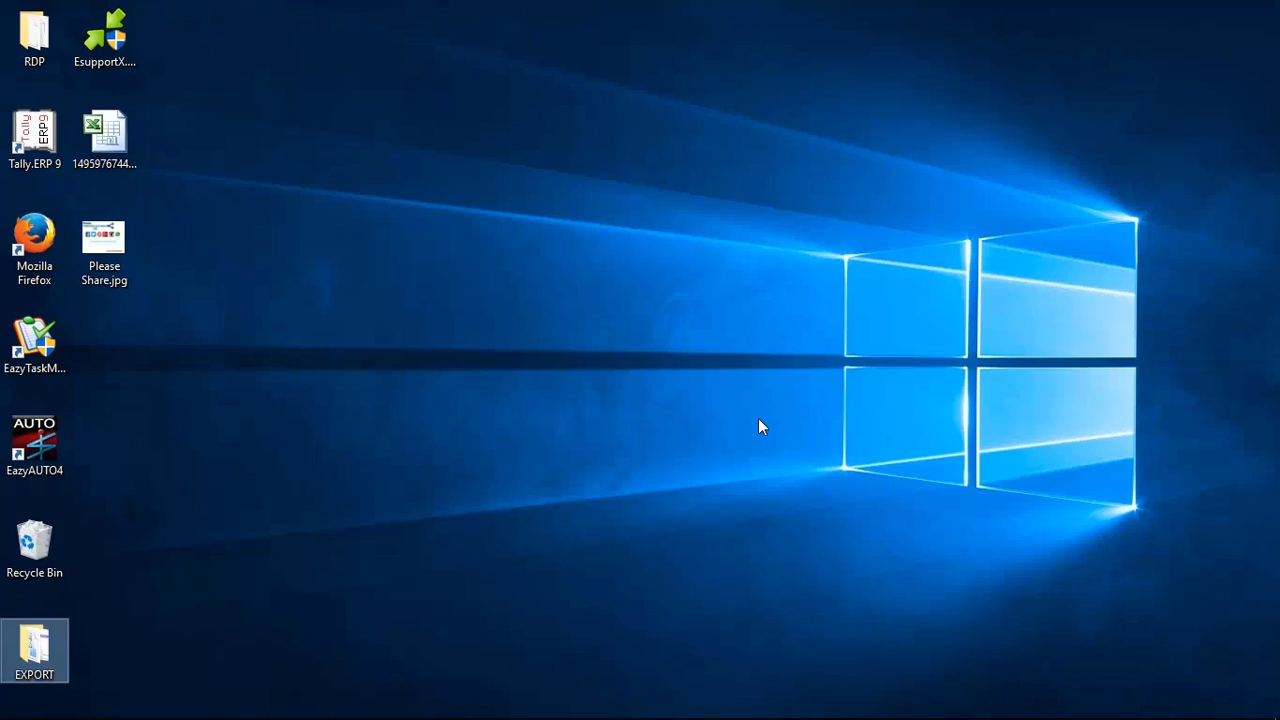 RDP
EsupportX....
Tally.ERP 9
1495976744...
Mozilla
Firefox
Please
Share.jpg
EazyTaskM...
AUTO
EazyAUTO4
Recycle Bin
EXPORT